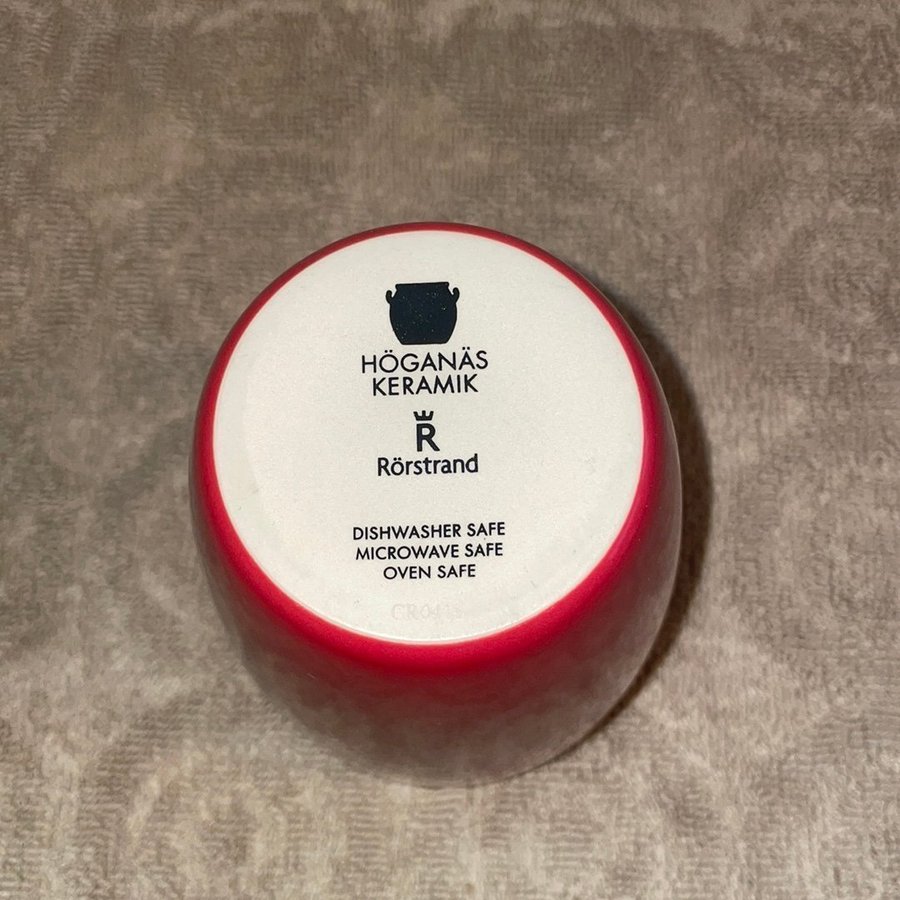 HÖGANÄS
KERAMIK
R
Rörstrand
DISHWASHER SAFE
MICROWAVE SAFE
OVEN SAFE